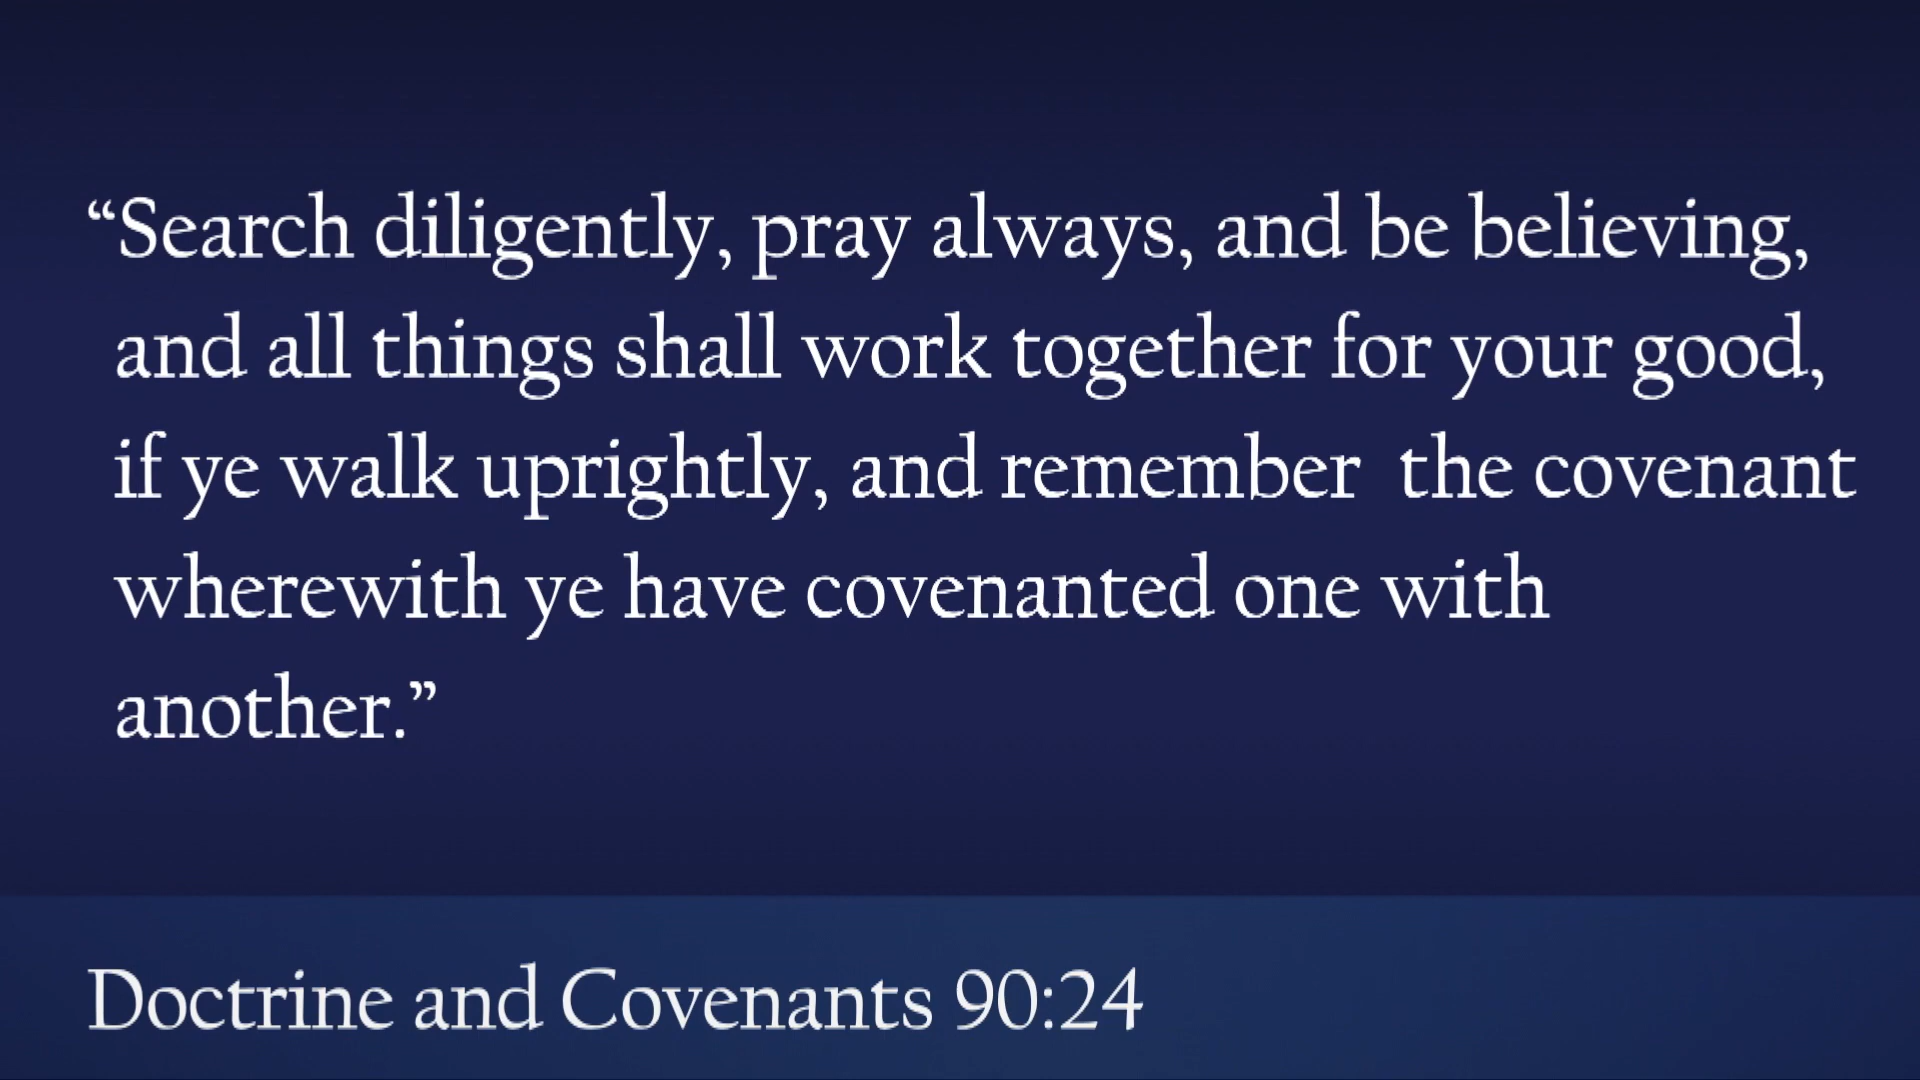 “Search diligently, pray always, and be believing,
and all things shall work together for your good,
if ye walk uprightly, and remember  the covenant
wherewith ye have covenanted one with
another.”
Doctrine and Covenants 90:24